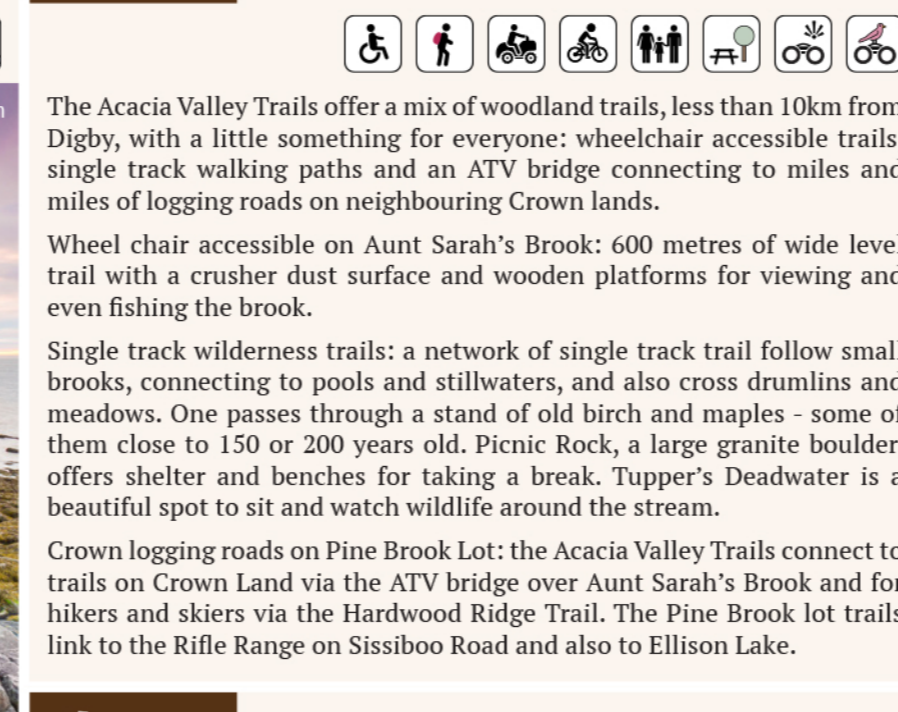 The Acacia Valley Trails offer a mix of woodland trails, less than 10km from
Digby, with a little something for everyone: wheelchair accessible trails
single track walking paths and an ATV bridge connecting to miles and
miles of logging roads on neighbouring Crown lands.
Wheel chair accessible on Aunt Sarah's Brook: 600 metres of wide level
trail with a crusher dust surface and wooden platforms for viewing and
even fishing the brook.
Single track wilderness trails: a network of single track trail follow small
brooks, connecting to pools and stillwaters, and also cross drumlins and
meadows. One passes through a stand of old birch and maples - some of
them close to 150 or 200 years old. Picnic Rock, a large granite boulder
offers shelter and benches for taking a break. Tupper's Deadwater is a
beautiful spot to sit and watch wildlife around the stream.
Crown logging roads on Pine Brook Lot: the Acacia Valley Trails connect to
trails on Crown Land via the ATV bridge over Aunt Sarah's Brook and for
hikers and skiers via the Hardwood Ridge Trail. The Pine Brook lot trails
link to the Rifle Range on Sissiboo Road and also to Ellison Lake.